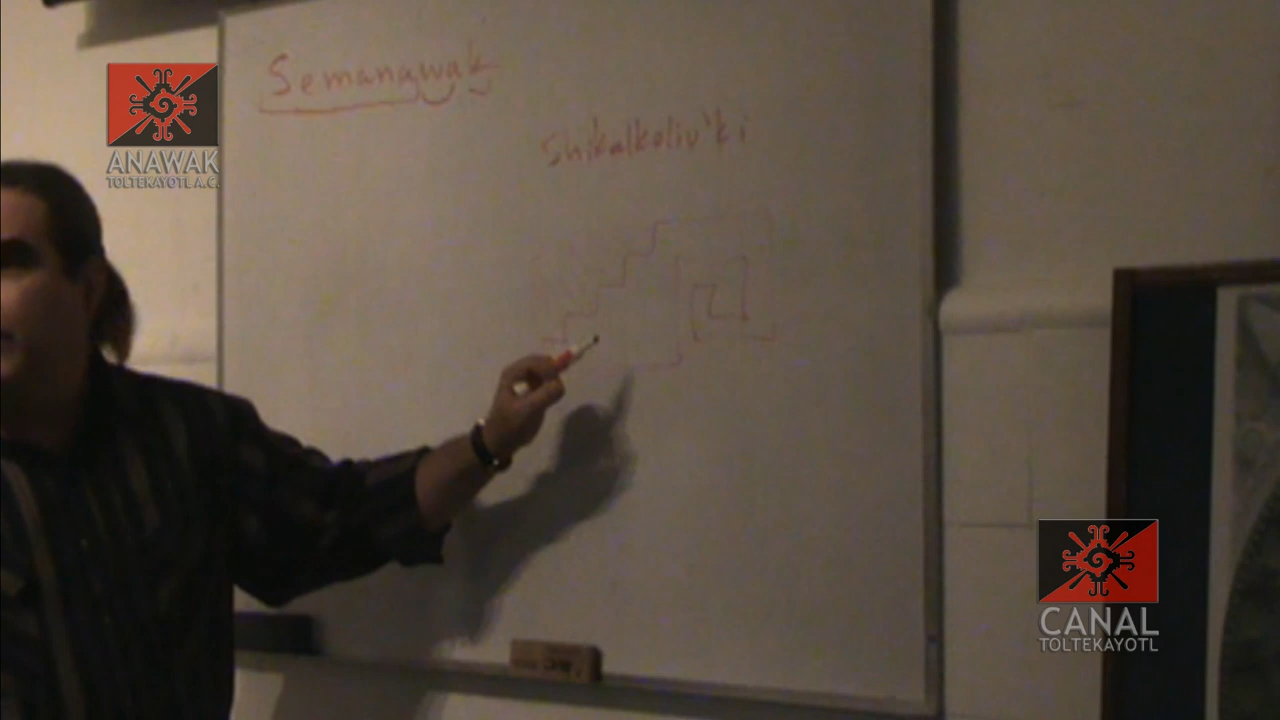 Semanawak
Shikalkoliu'ki
ANAWAK
TOLTEKAYOTL A.C.
CANAL
TOLTEKAYOTL